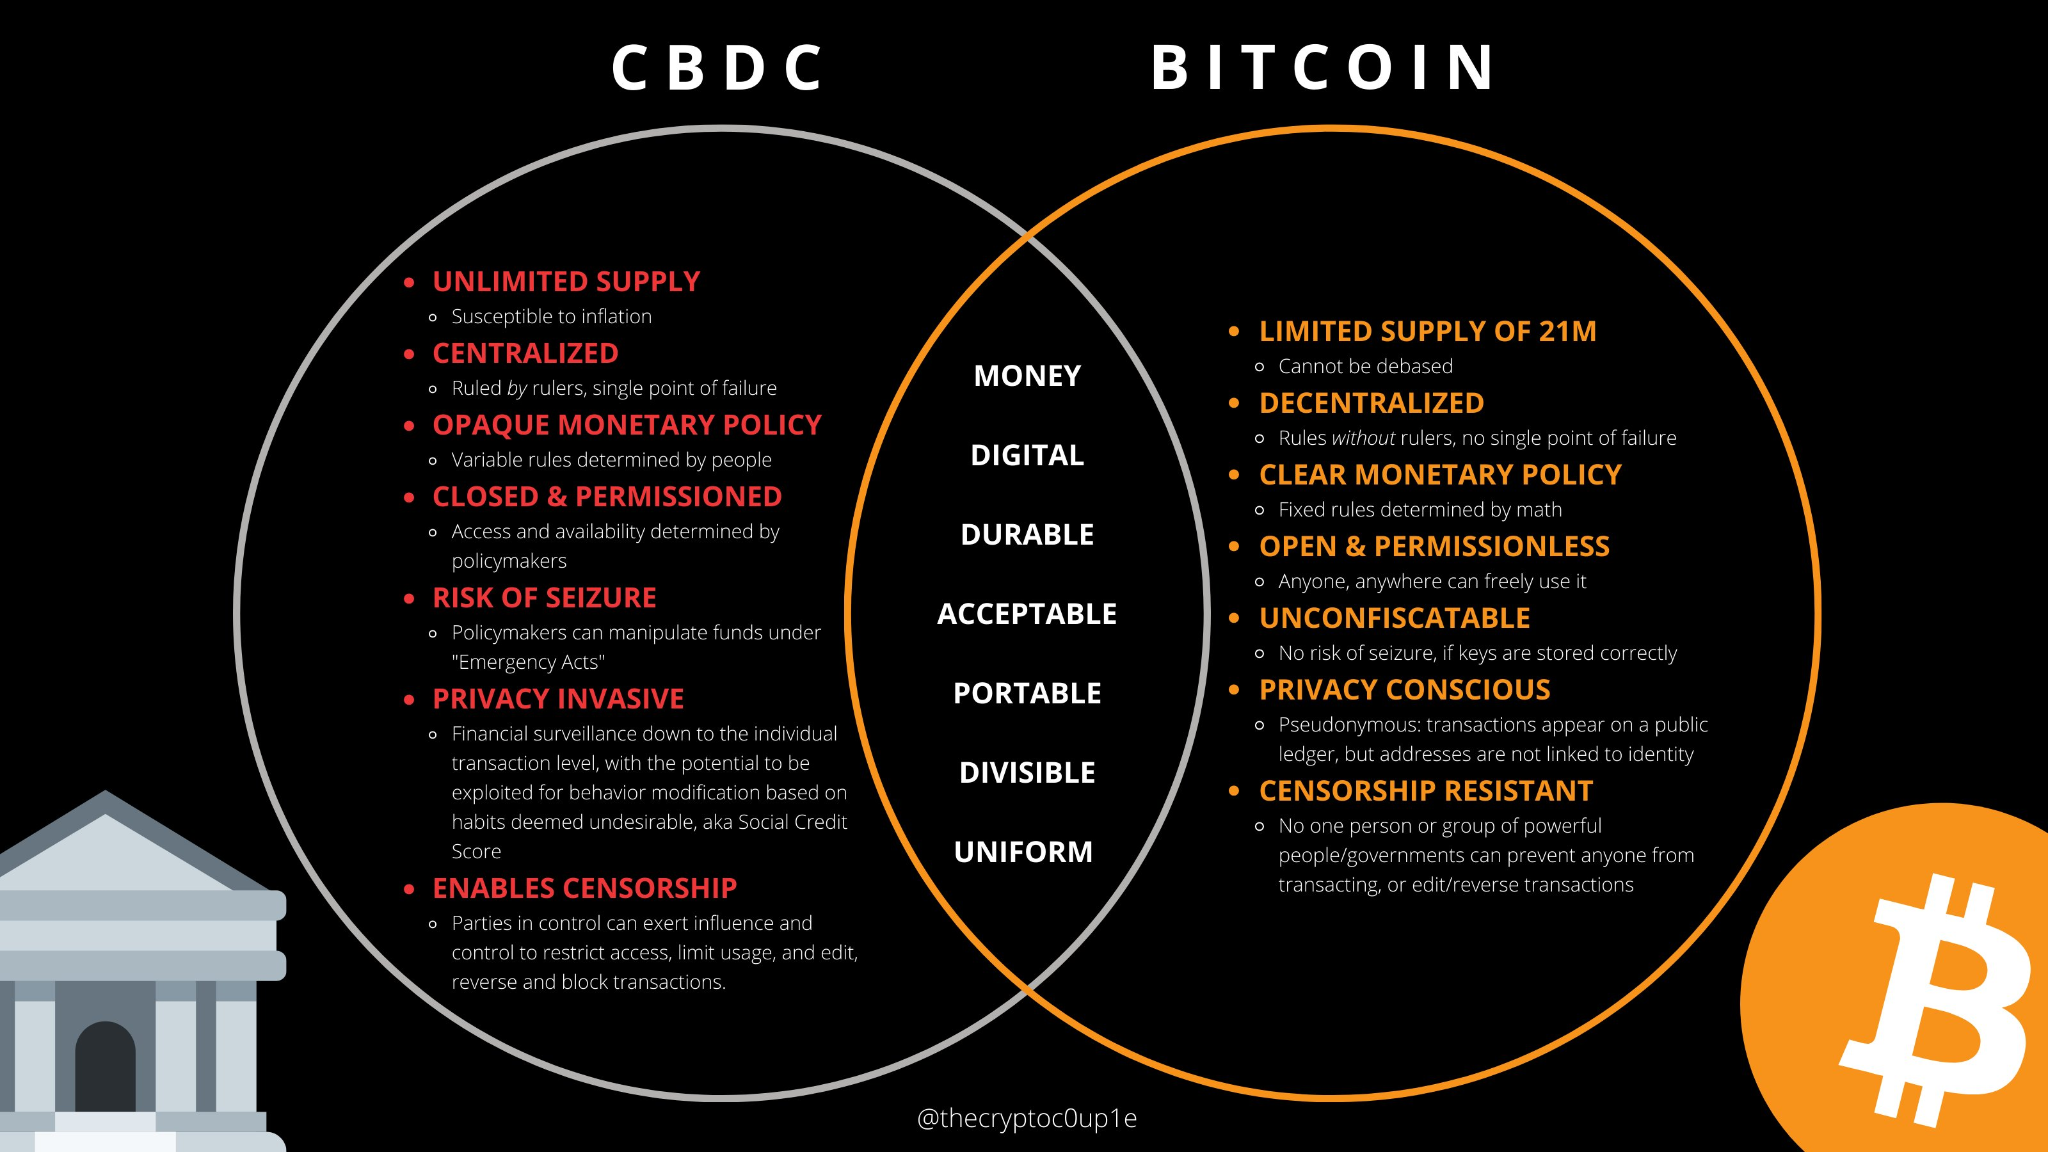 CBDC
BITCOIN
UNLIMITED SUPPLY
Susceptible to inflation
CENTRALIZED
Ruled by rulers, single point of failure
OPAQUE MONETARY POLICY
Variable rules determined by people
CLOSED & PERMISSIONED
Access and availability determined by
policymakers
RISK OF SEIZURE
Policymakers can manipulate funds under
"Emergency Acts"
PRIVACY INVASIVE
Financial surveillance down to the individual
transaction level, with the potential to be
exploited for behavior modification based on
habits deemed undesirable, aka Social Credit
Score
ENABLES CENSORSHIP
Parties in control can exert influence and
control to restrict access, limit usage, and edit,
reverse and block transactions.
MONEY
DIGITAL
DURABLE
ACCEPTABLE
PORTABLE
DIVISIBLE
UNIFORM
LIMITED SUPPLY OF 21M
Cannot be debased
DECENTRALIZED
Rules without rulers, no single point of failure
CLEAR MONETARY POLICY
Fixed rules determined by math
OPEN & PERMISSIONLESS
Anyone, anywhere can freely use it
UNCONFISCATABLE
No risk of seizure, if keys are stored correctly
PRIVACY CONSCIOUS
Pseudonymous: transactions appear on a public
ledger, but addresses are not linked to identity
CENSORSHIP RESISTANT
No one person or group of powerful
people/governments can prevent anyone from
transacting, or edit/reverse transactions
@thecryptoc0up1e